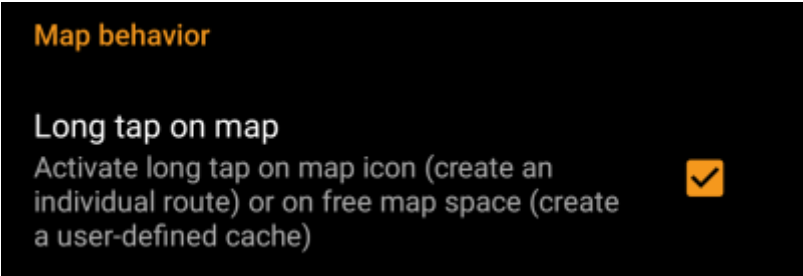 Map behavior
Long tap on map
Activate long tap on map icon (create an
individual route) or on free map space (create
a user-defined cache)